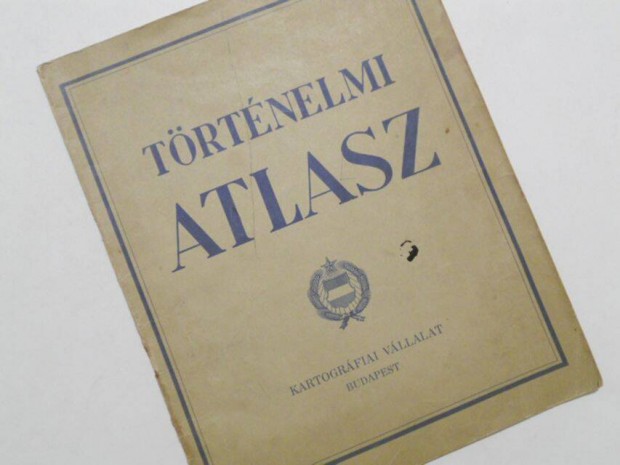 TÖRTÉNELMI
ATLASZ
KARTOGRÁFIAI VÁLLALAT
BUDAPEST